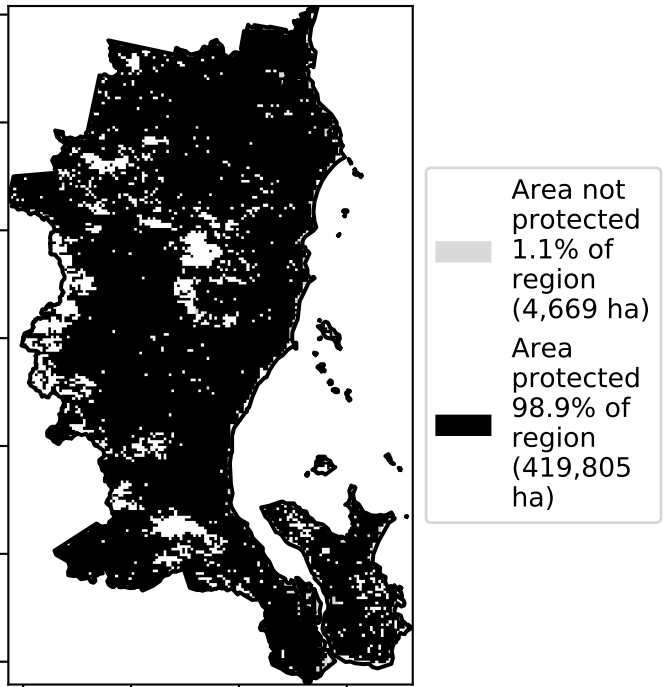 Area not
protected
1.1% of
region
(4,669 ha)
Area
protected
98.9% of
region
(419,805
ha)